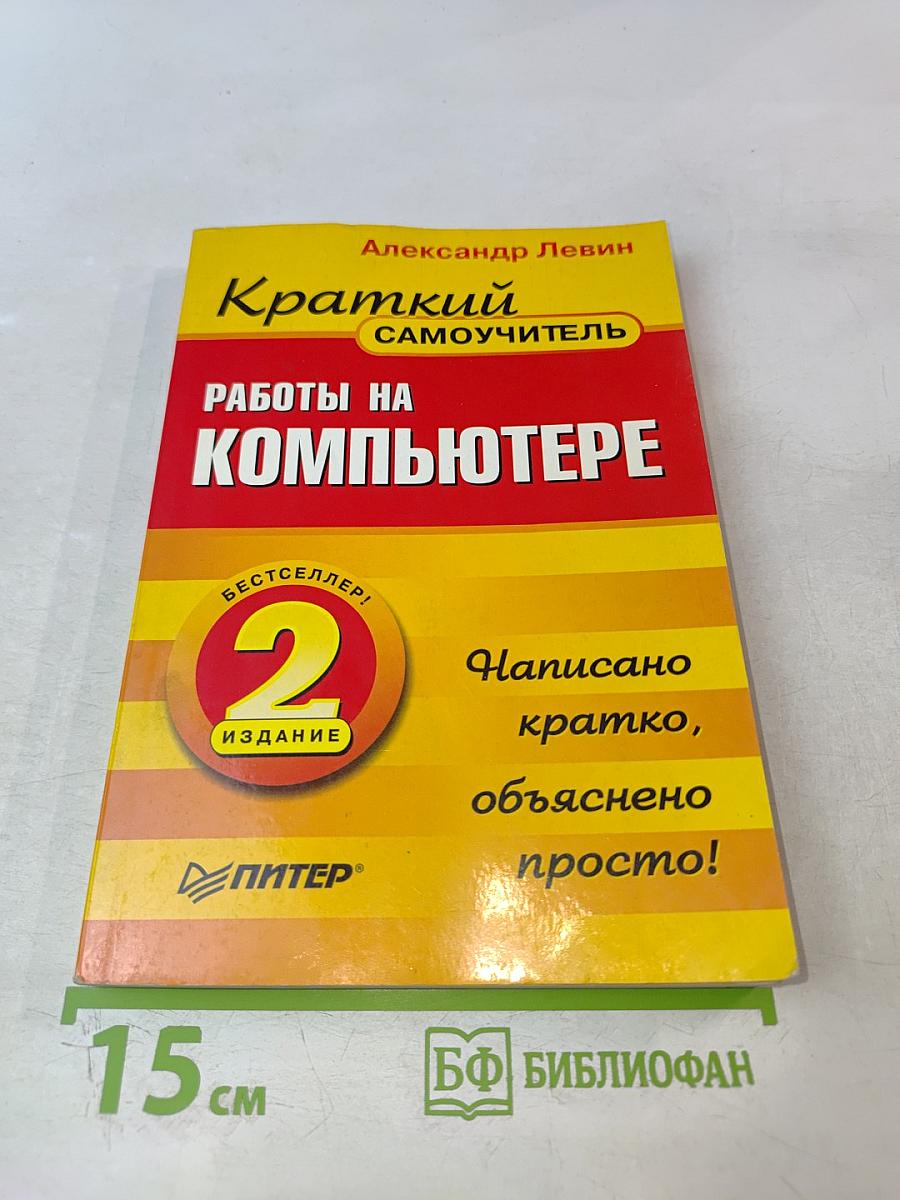 Александр Левин
Краткий
САМОУЧИТЕЛЬ
РАБОТЫ НА
КОМПЬЮТЕРЕ
БЕСТСЕЛЛЕР!
2
ИЗДАНИЕ
Написано
кратко,
объяснено
просто!
ПИТЕР®
15 см
БФ БИБЛИОФАН